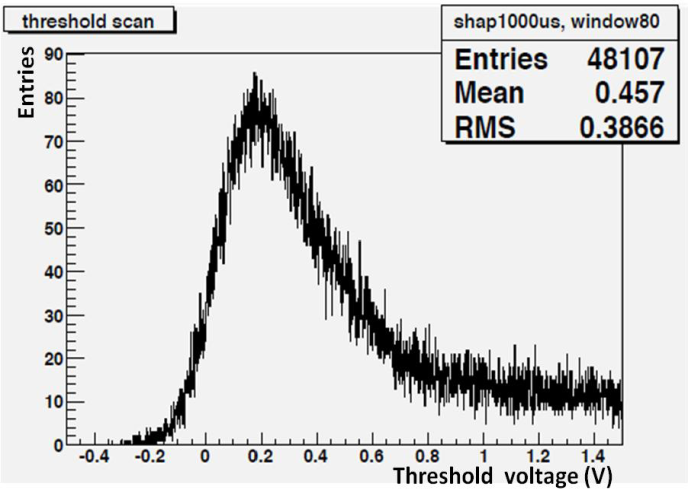 threshold scan
shap1000us, window80
Entries 48107
Mean 0.457
RMS 0.3866
Entries
90
80
70
60
50
40
30
20
10
0
-0.4 -0.2 0 0.2 0.4 0.6 0.8 1 1.2 1.4
Threshold voltage (V)